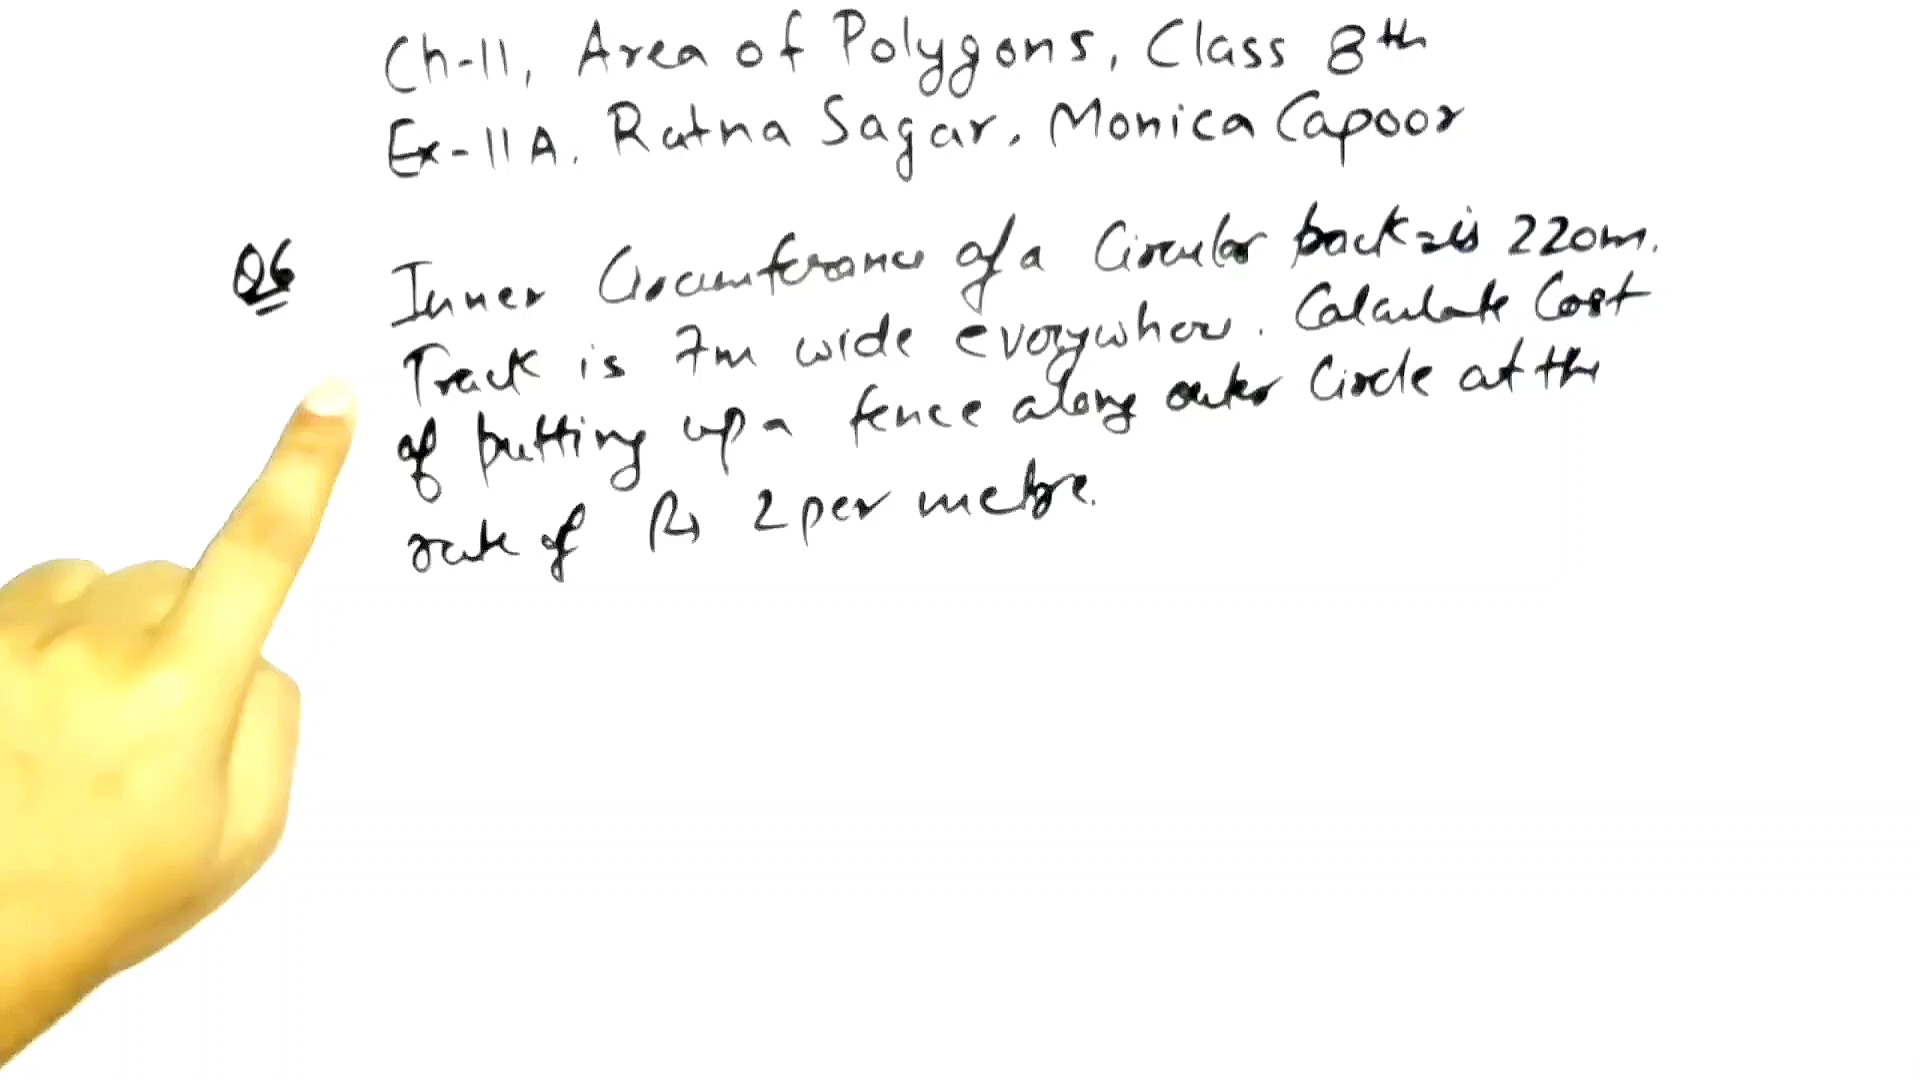 Ch-11, Area of Polygons, Class 8th
Ex-11A. Ratna Sagar, Monica Capoor
Q6 Inner Circumference of a Circular track is 220m.
Track is 7m wide everywhere. Calculate Cost
of putting up a fence along outer Circle at the
rate of Rs 2 per metre.